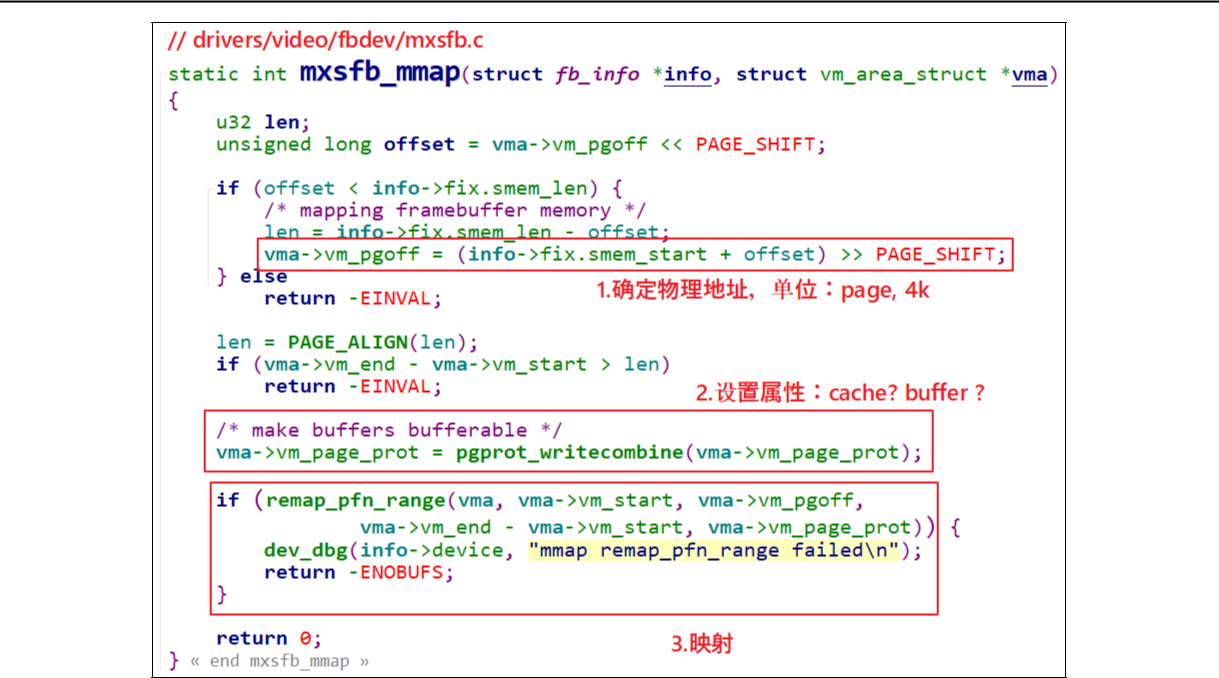 // drivers/video/fbdev/mxsfb.c
static int mxsfb_mmap(struct fb_info *info, struct vm_area_struct *vma)
{
u32 len;
unsigned long offset = vma->vm_pgoff << PAGE_SHIFT;
if (offset < info->fix.smem_len) {
/* mapping framebuffer memory */
len = info->fix.smem_len - offset;
vma->vm_pgoff = (info->fix.smem_start + offset) >> PAGE_SHIFT;
} else
1.确定物理地址，单位：page, 4k
return -EINVAL;
len = PAGE_ALIGN(len);
if (vma->vm_end - vma->vm_start > len)
return -EINVAL;
2.设置属性：cache? buffer ?
/* make buffers bufferable */
vma->vm_page_prot = pgprot_writecombine(vma->vm_page_prot);
if (remap_pfn_range(vma, vma->vm_start, vma->vm_pgoff,
vma->vm_end - vma->vm_start, vma->vm_page_prot)) {
dev_dbg(info->device, "mmap remap_pfn_range failed\n");
return -ENOBUFS;
}
return 0;
3.映射
} « end mxsfb_mmap »